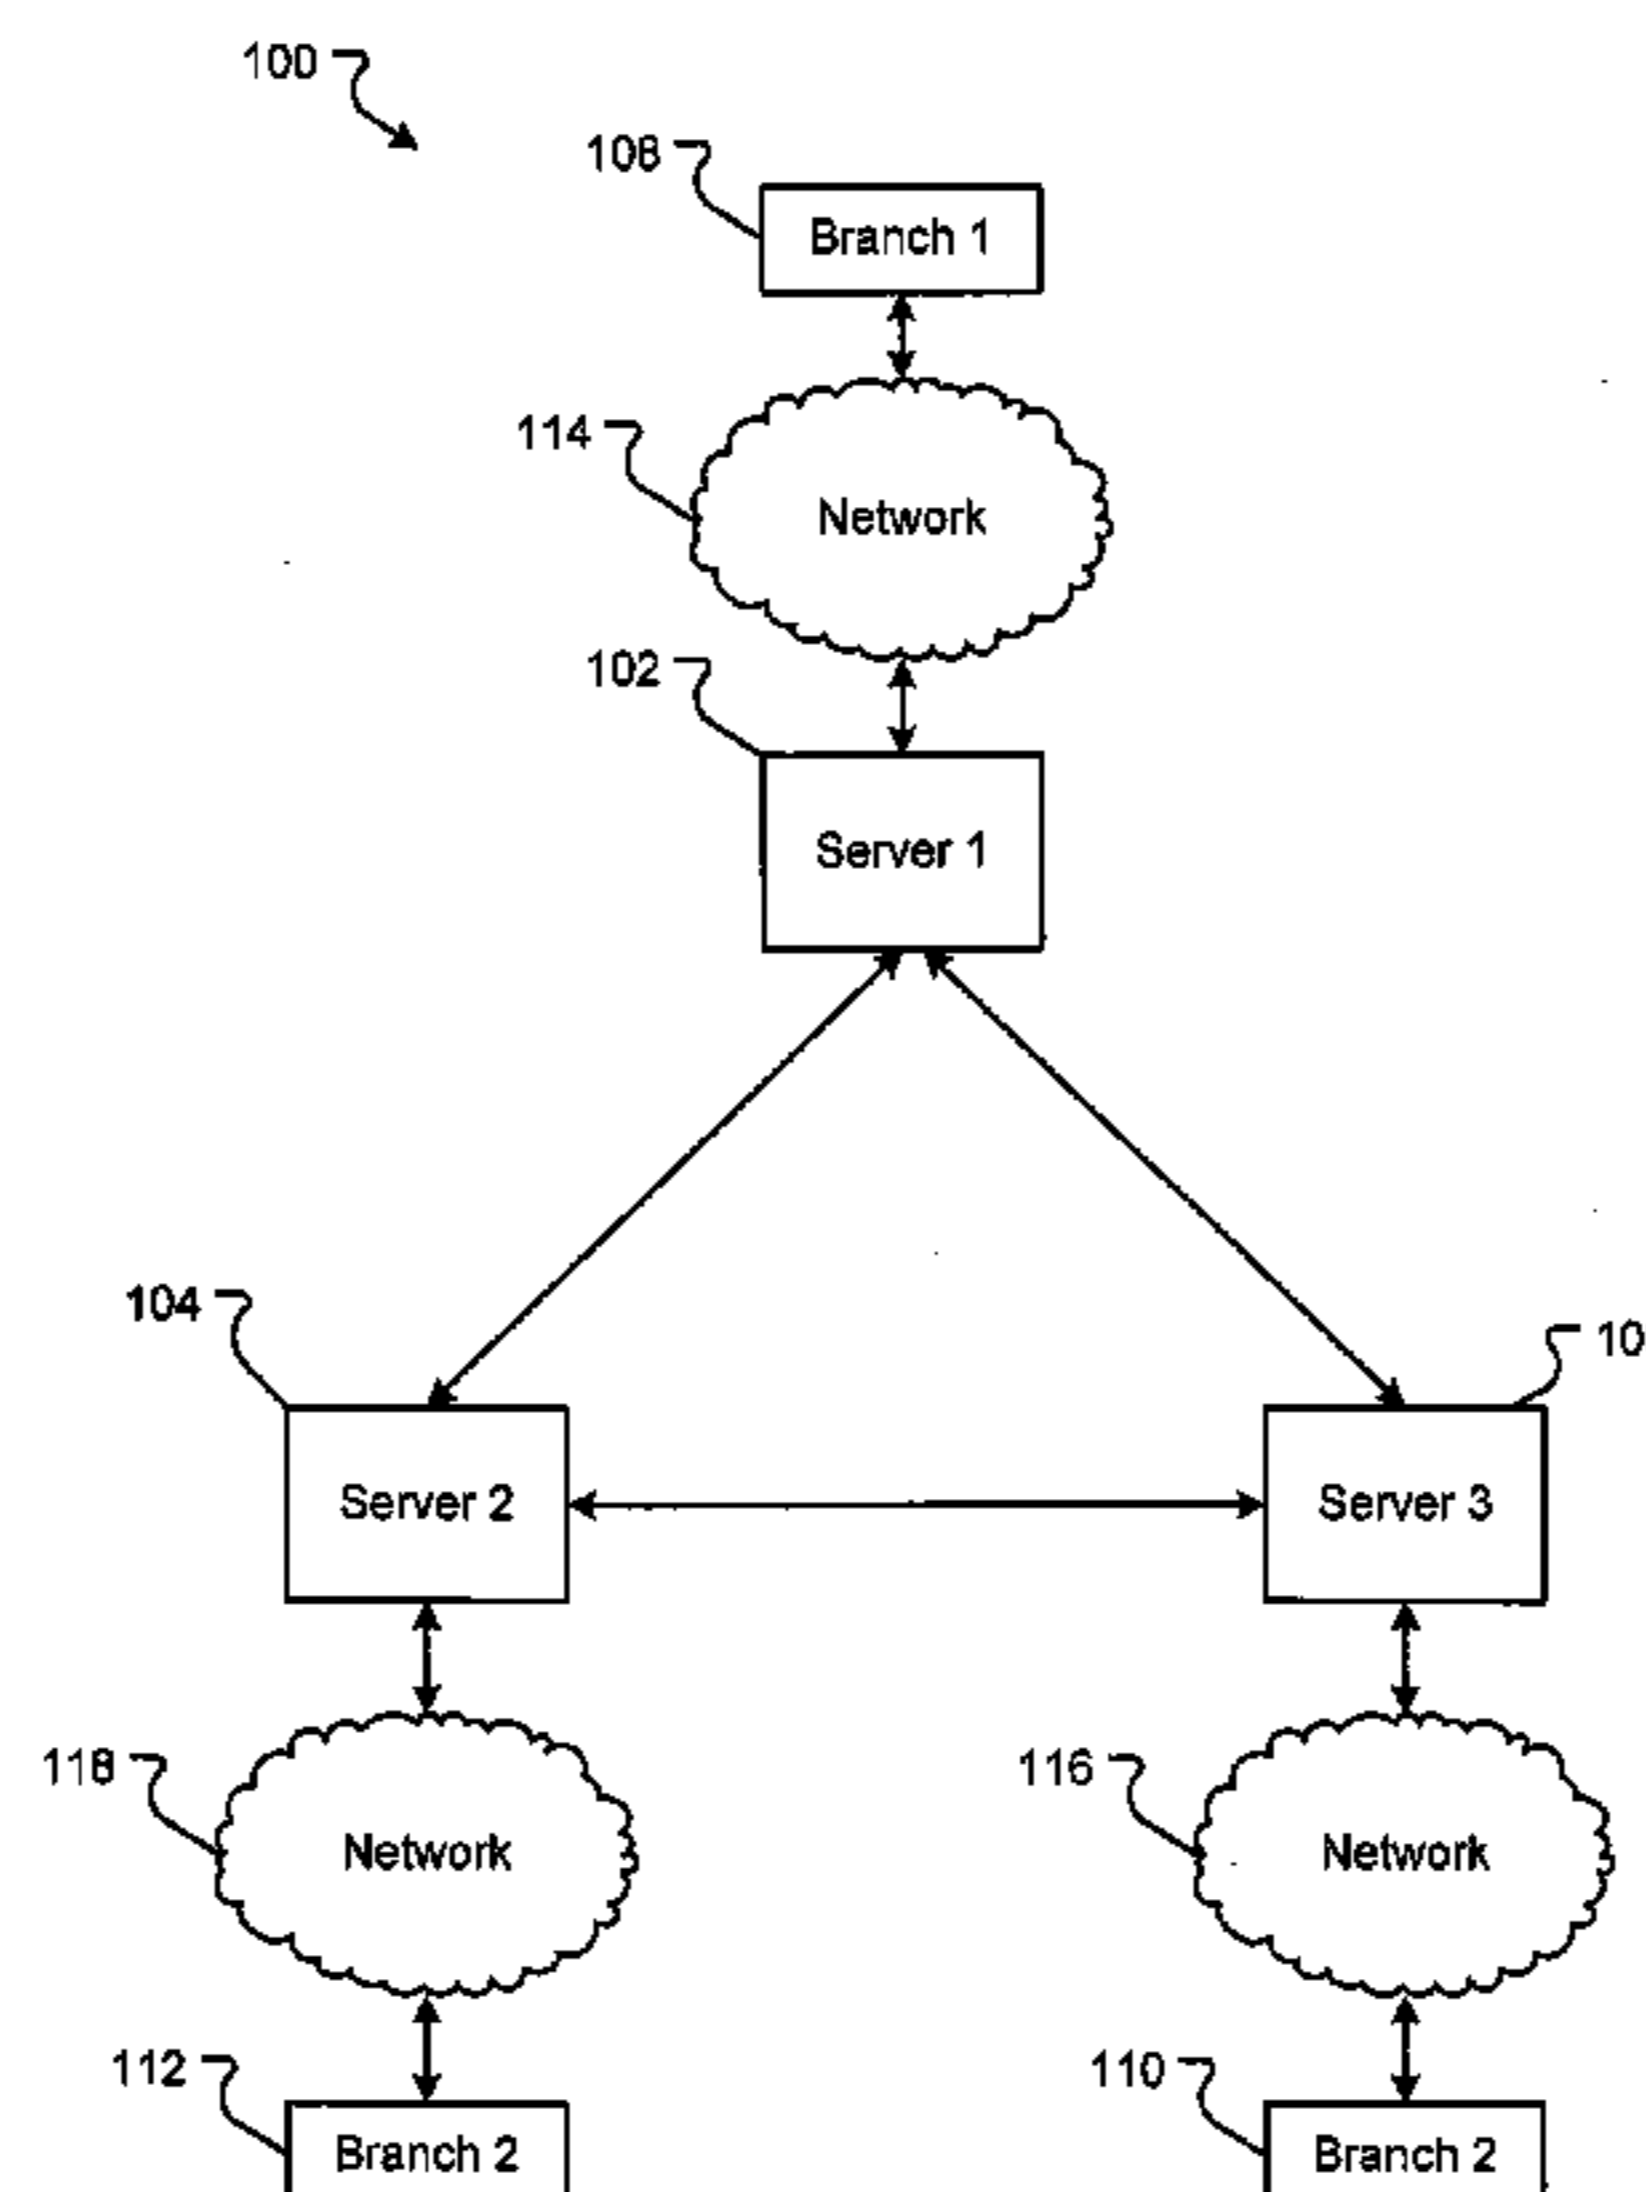 100
108
Branch 1
114
Network
102
Server 1
104
10
Server 2
Server 3
118
116
Network
Network
112
110
Branch 2
Branch 2